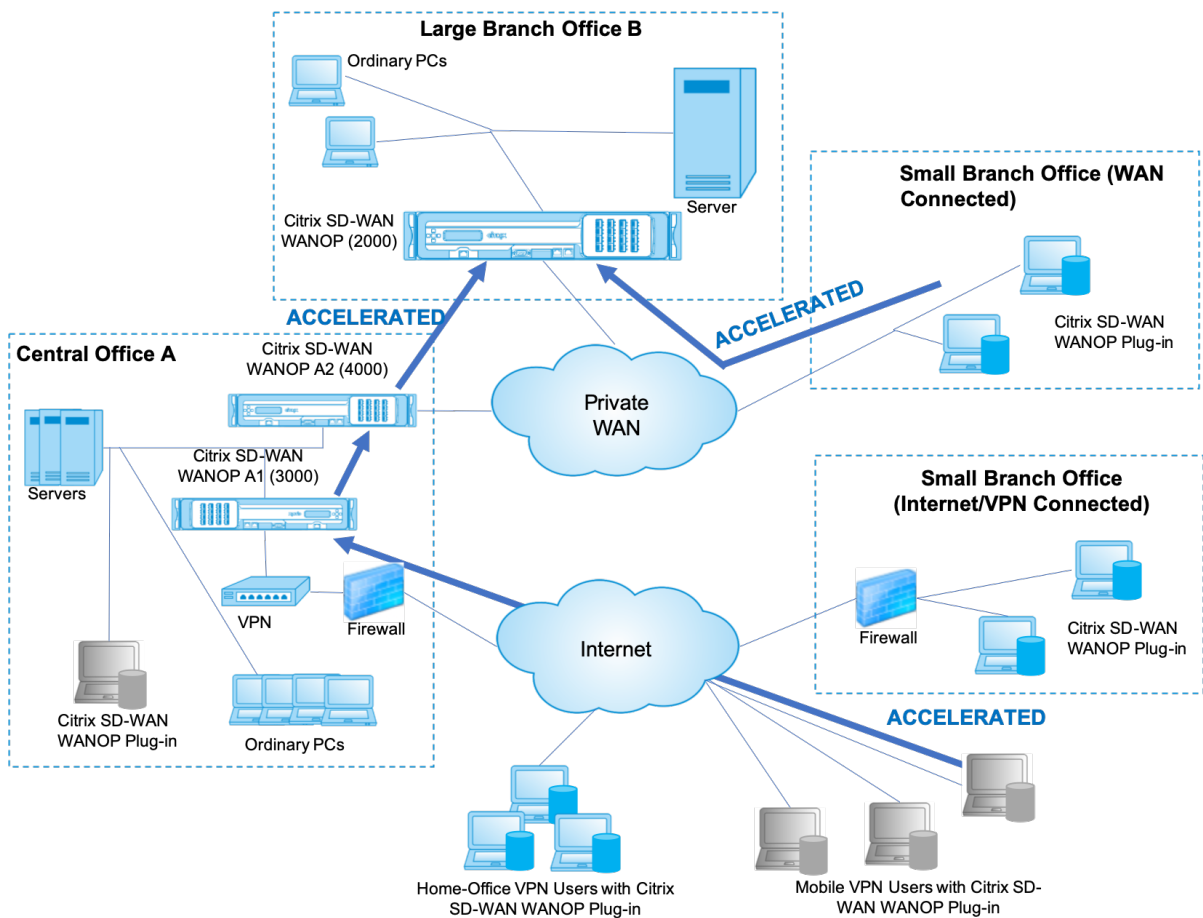 Large Branch Office B
Ordinary PCs
Server
Citrix SD-WAN
WANOP (2000)
Small Branch Office (WAN
Connected)
Citrix SD-WAN
WANOP Plug-in
ACCELERATED
ACCELERATED
Central Office A
Citrix SD-WAN
WANOP A2 (4000)
Private
WAN
Servers
Citrix SD-WAN
WANOP A1 (3000)
Small Branch Office
(Internet/VPN Connected)
VPN
Firewall
Internet
Firewall
Citrix SD-WAN
WANOP Plug-in
Citrix SD-WAN
WANOP Plug-in
Ordinary PCs
ACCELERATED
Home-Office VPN Users with Citrix
SD-WAN WANOP Plug-in
Mobile VPN Users with Citrix SD-
WAN WANOP Plug-in